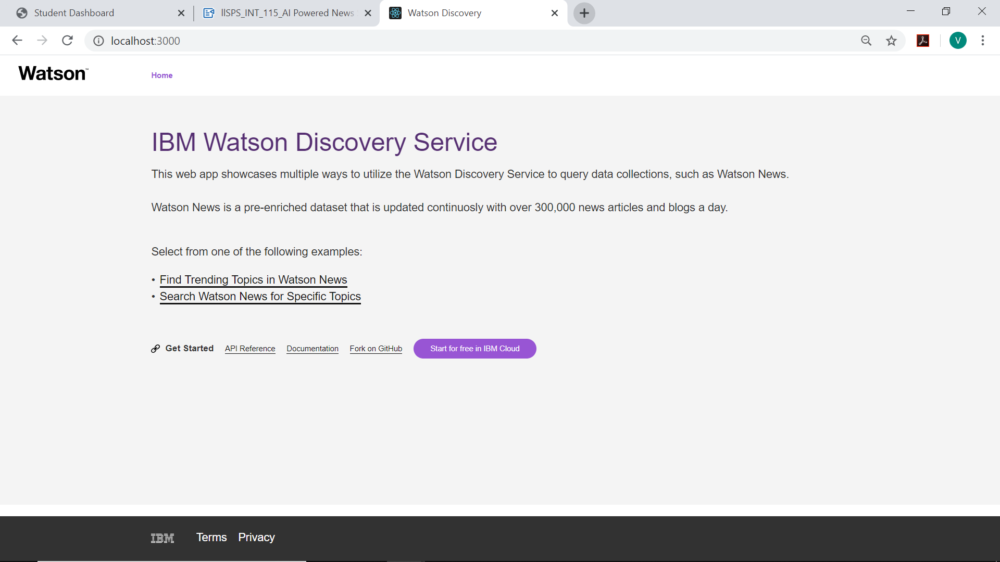 Student Dashboard
llSPS_INT_115_AI Powered News
Watson Discovery
localhost:3000
V
Watson™
Home
IBM Watson Discovery Service
This web app showcases multiple ways to utilize the Watson Discovery Service to query data collections, such as Watson News.
Watson News is a pre-enriched dataset that is updated continuosly with over 300,000 news articles and blogs a day.
Select from one of the following examples:
• Find Trending Topics in Watson News
• Search Watson News for Specific Topics
Get Started API Reference Documentation Fork on GitHub Start for free in IBM Cloud
IBM Terms Privacy